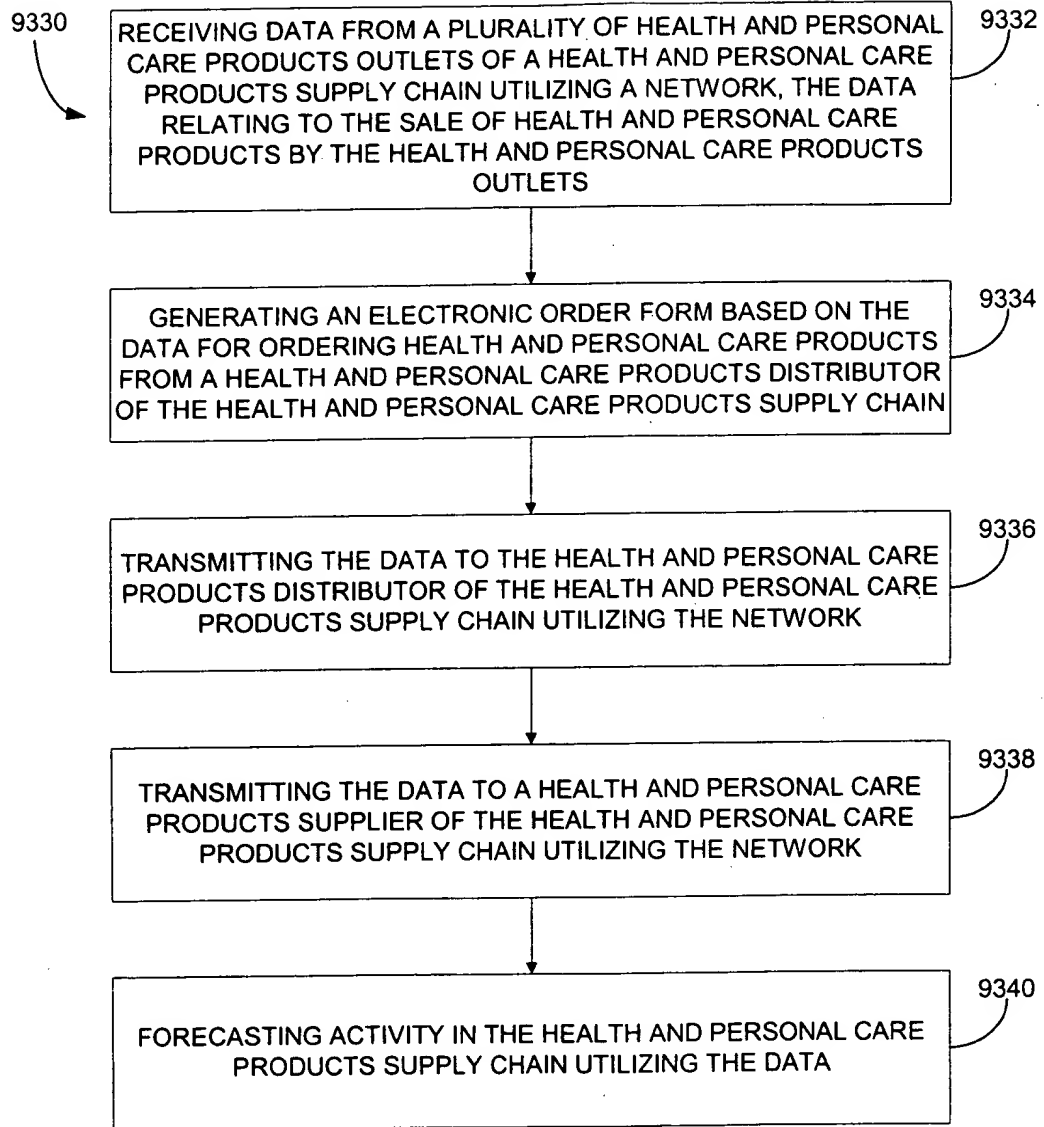 9330
RECEIVING DATA FROM A PLURALITY OF HEALTH AND PERSONAL
CARE PRODUCTS OUTLETS OF A HEALTH AND PERSONAL CARE
PRODUCTS SUPPLY CHAIN UTILIZING A NETWORK, THE DATA
RELATING TO THE SALE OF HEALTH AND PERSONAL CARE
PRODUCTS BY THE HEALTH AND PERSONAL CARE PRODUCTS
OUTLETS
9332
GENERATING AN ELECTRONIC ORDER FORM BASED ON THE
DATA FOR ORDERING HEALTH AND PERSONAL CARE PRODUCTS
FROM A HEALTH AND PERSONAL CARE PRODUCTS DISTRIBUTOR
OF THE HEALTH AND PERSONAL CARE PRODUCTS SUPPLY CHAIN
9334
TRANSMITTING THE DATA TO THE HEALTH AND PERSONAL CARE
PRODUCTS DISTRIBUTOR OF THE HEALTH AND PERSONAL CARE
PRODUCTS SUPPLY CHAIN UTILIZING THE NETWORK
9336
TRANSMITTING THE DATA TO A HEALTH AND PERSONAL CARE
PRODUCTS SUPPLIER OF THE HEALTH AND PERSONAL CARE
PRODUCTS SUPPLY CHAIN UTILIZING THE NETWORK
9338
FORECASTING ACTIVITY IN THE HEALTH AND PERSONAL CARE
PRODUCTS SUPPLY CHAIN UTILIZING THE DATA
9340